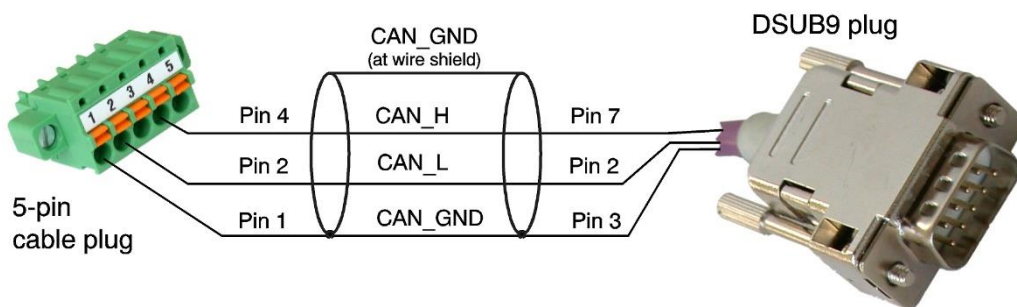 CAN_GND
(at wire shield)
DSUB9 plug
1 2 3 4 5
Pin 4 CAN_H Pin 7
Pin 2 CAN_L Pin 2
Pin 1 CAN_GND Pin 3
5-pin
cable plug